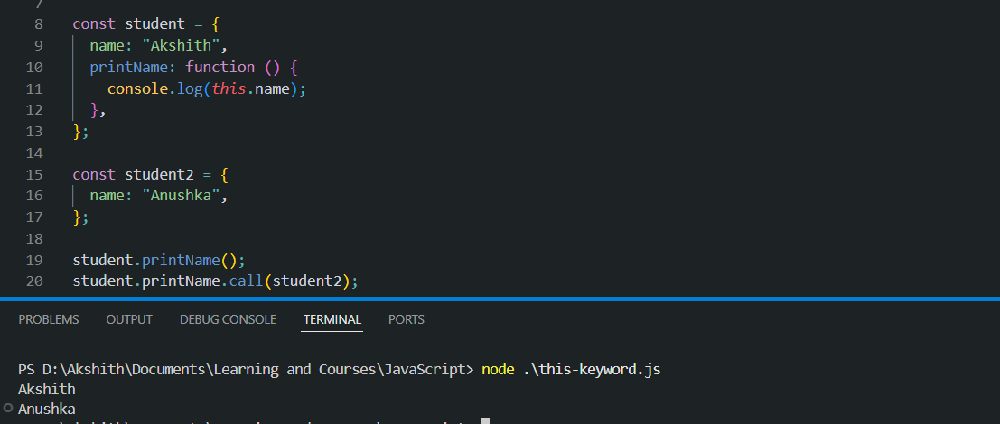 7
8 const student = {
9 name: "Akshith",
10 printName: function () {
11 console.log(this.name);
12 },
13 };
14
15 const student2 = {
16 name: "Anushka",
17 };
18
19 student.printName();
20 student.printName.call(student2);
PROBLEMS OUTPUT DEBUG CONSOLE TERMINAL PORTS
PS D:\Akshith\Documents\Learning and Courses\JavaScript> node .\this-keyword.js
Akshith
Anushka